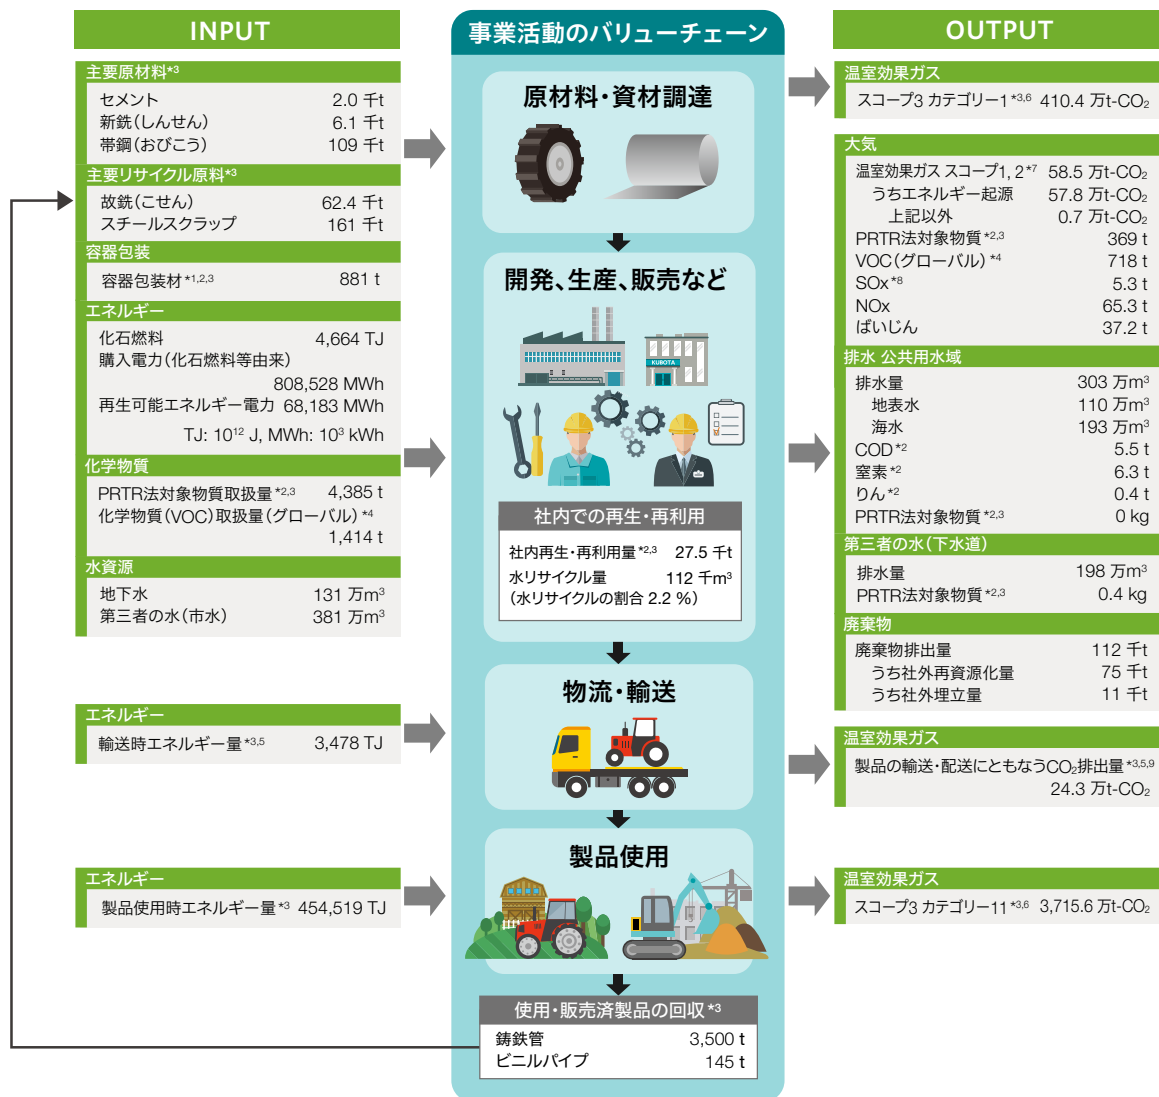 INPUT
主要原材料*3
セメント 2.0 千t
新銑(しんせん) 6.1 千t
帯鋼(おびこう) 109 千t
主要リサイクル原料*3
故銑(こせん) 62.4 千t
スチールスクラップ 161 千t
容器包装
容器包装材*1,2,3 881 t
エネルギー
化石燃料 4,664 TJ
購入電力(化石燃料等由来)
808,528 MWh
再生可能エネルギー電力 68,183 MWh
TJ: 10¹² J, MWh: 10³ kWh
化学物質
PRTR法対象物質取扱量*2,3 4,385 t
化学物質(VOC)取扱量(グローバル)*4
1,414 t
水資源
地下水 131 万m³
第三者の水(市水) 381 万m³
エネルギー
輸送時エネルギー量*3,5 3,478 TJ
エネルギー
製品使用時エネルギー量*3 454,519 TJ
事業活動のバリューチェーン
原材料・資材調達
開発、生産、販売など
KUBOTA
社内での再生・再利用
社内再生・再利用量*2,3 27.5 千t
水リサイクル量 112 千m³
(水リサイクルの割合 2.2 %)
物流・輸送
製品使用
使用・販売済製品の回収*3
鋳鉄管 3,500 t
ビニルパイプ 145 t
OUTPUT
温室効果ガス
スコープ3 カテゴリー1*3,6 410.4 万t-CO₂
大気
温室効果ガス スコープ1, 2*7 58.5 万t-CO₂
うちエネルギー起源 57.8 万t-CO₂
上記以外 0.7 万t-CO₂
PRTR法対象物質*2,3 369 t
VOC(グローバル)*4 718 t
SOx*8 5.3 t
NOx 65.3 t
ばいじん 37.2 t
排水 公共用水域
排水量 303 万m³
地表水 110 万m³
海水 193 万m³
COD*2 5.5 t
窒素*2 6.3 t
りん*2 0.4 t
PRTR法対象物質*2,3 0 kg
第三者の水(下水道)
排水量 198 万m³
PRTR法対象物質*2,3 0.4 kg
廃棄物
廃棄物排出量 112 千t
うち社外再資源化量 75 千t
うち社外埋立量 11 千t
温室効果ガス
製品の輸送・配送にともなうCO₂排出量*3,5,9
24.3 万t-CO₂
温室効果ガス
スコープ3 カテゴリー11*3,6 3,715.6 万t-CO₂